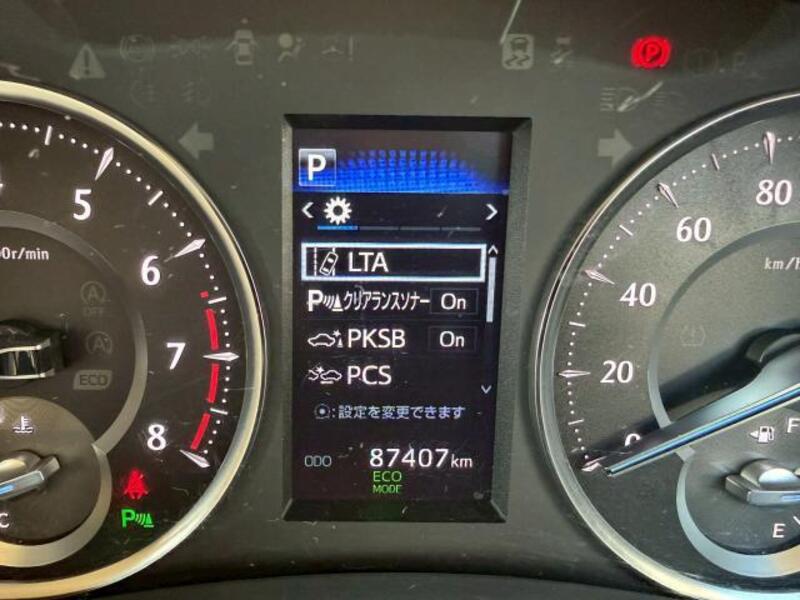 P
LTA
P クリアランスソナー On
PKSB On
PCS
:設定を変更できます
ODO 87407km
ECO
MODE
5
6
7
8
r/min
OFF
A
A
ECO
C
P
P
80
60
km/h
40
20
0
F
E